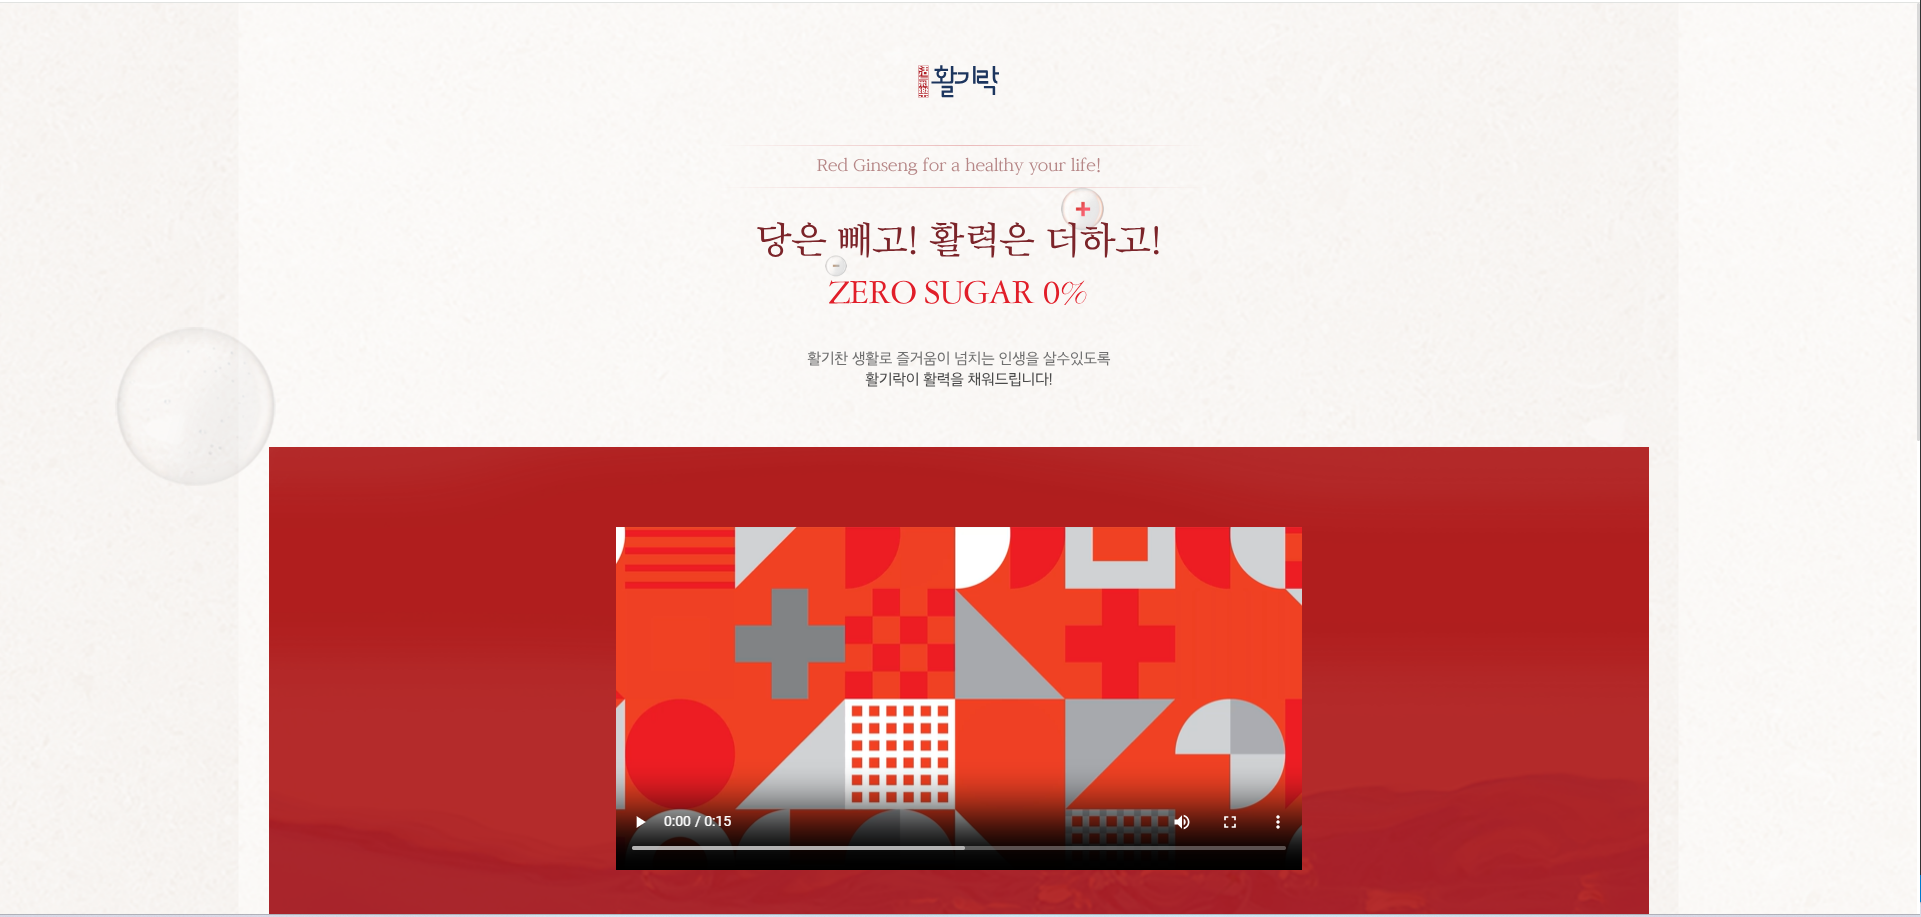 활기락
Red Ginseng for a healthy your life!
당은 빼고! 활력은 더하고!
ZERO SUGAR 0%
활기찬 생활로 즐거움이 넘치는 인생을 살수있도록
활기락이 활력을 채워드립니다!
0:00 / 0:15